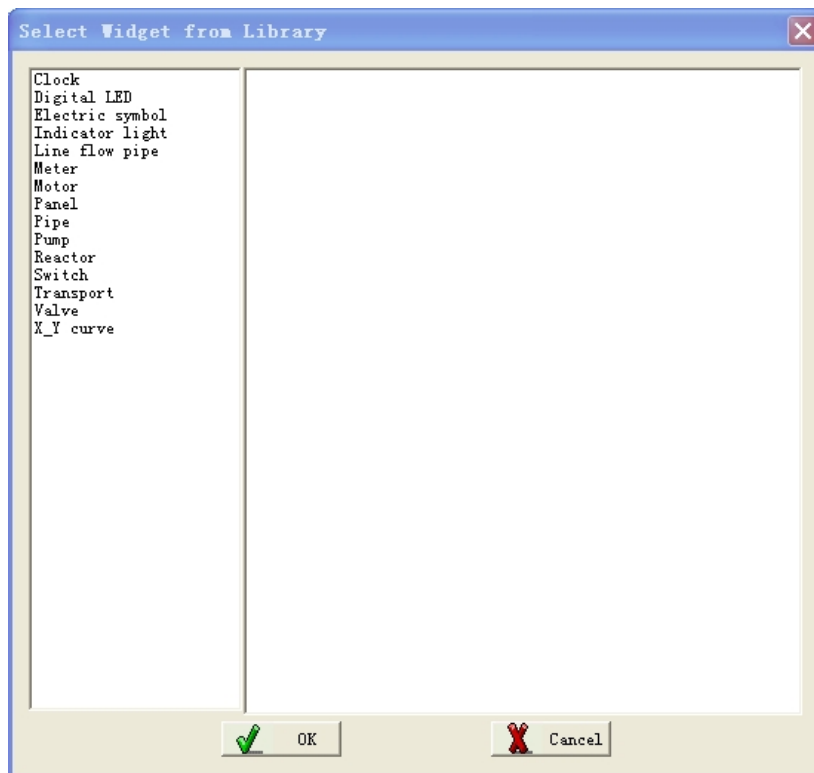 Select Widget from Library
Clock
Digital LED
Electric symbol
Indicator light
Line flow pipe
Meter
Motor
Panel
Pipe
Pump
Reactor
Switch
Transport
Valve
X_Y curve
OK
Cancel